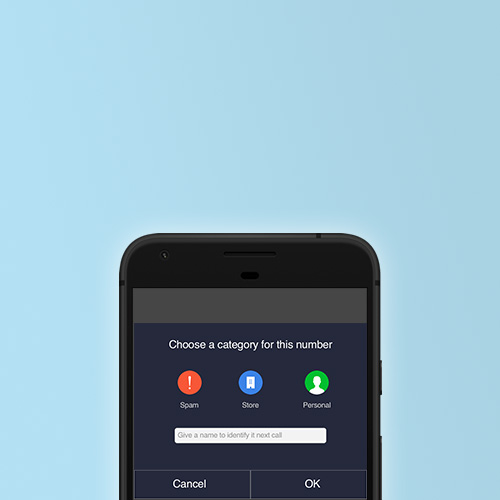 Choose a category for this number
Spam
Store
Personal
Give a name to identify it next call
Cancel
OK